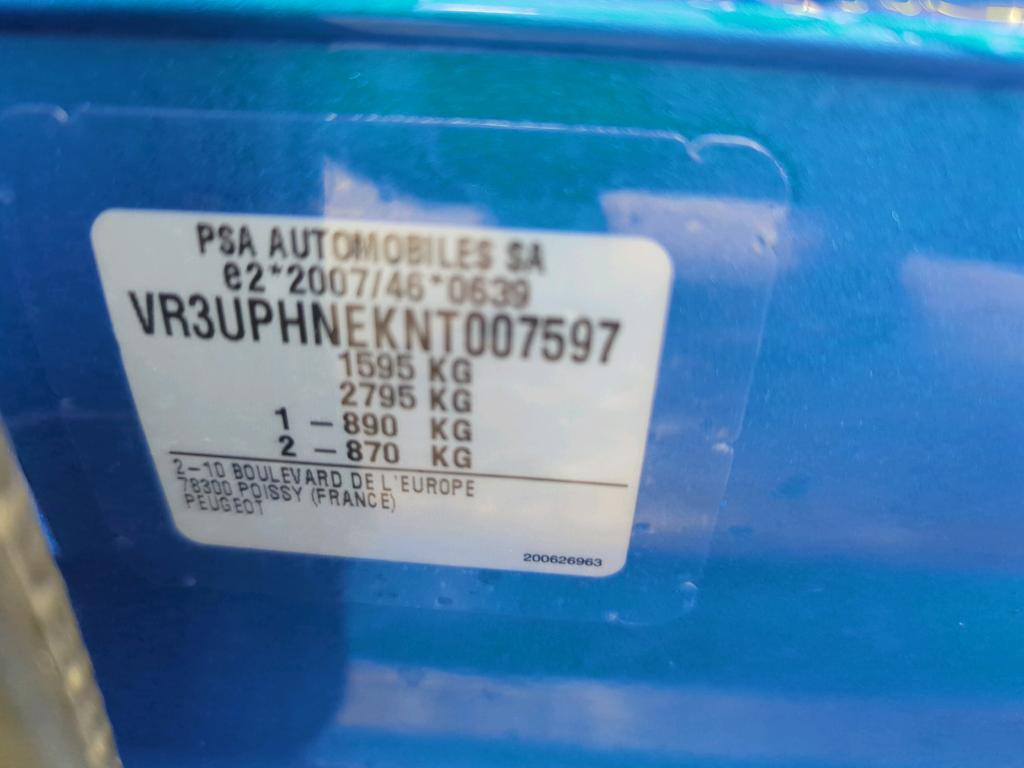 PSA AUTOMOBILES SA
e2*2007/46*0639
VR3UPHNEKNT007597
1595 KG
2795 KG
1 – 890 KG
2 – 870 KG
2–10 BOULEVARD DE L'EUROPE
78300 POISSY (FRANCE)
PEUGEOT
200626963